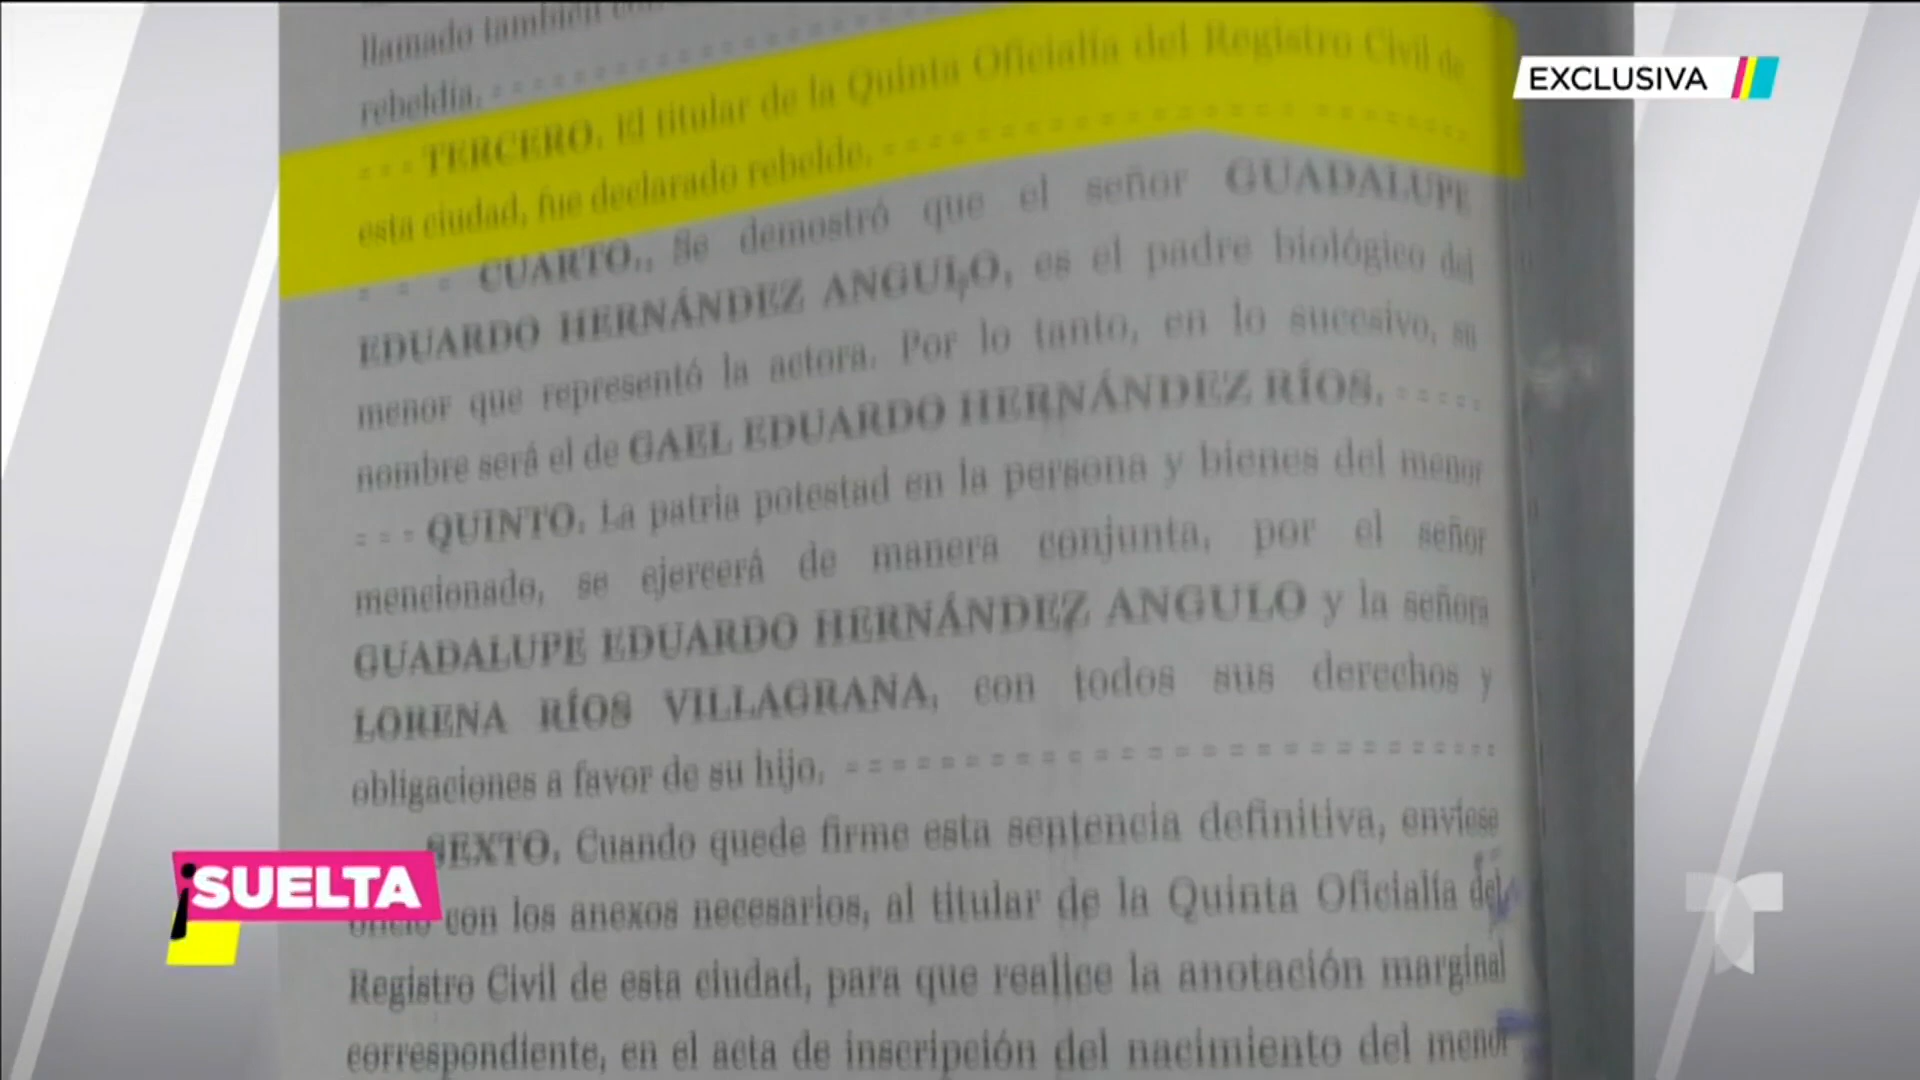 llamado también
rebeldía. - - - - - - - - - - - - - - - - -
EXCLUSIVA
- - - TERCERO. El titular de la Quinta Oficialía del Registro Civil de
esta ciudad, fue declarado rebelde. - - - - - - - - - - - - - - - - - - - - - - - - - - -
- - - CUARTO.. Se demostró que el señor GUADALUPE
EDUARDO HERNÁNDEZ ANGULO, es el padre biológico del
menor que representó la actora. Por lo tanto, en lo sucesivo, su
nombre será el de GAEL EDUARDO HERNÁNDEZ RÍOS. - - - - -
- - - QUINTO. La patria potestad en la persona y bienes del menor
mencionado, se ejercerá de manera conjunta, por el señor
GUADALUPE EDUARDO HERNÁNDEZ ANGULO y la señora
LORENA RÍOS VILLAGRANA, con todos sus derechos y
obligaciones a favor de su hijo. - - - - - - - - - - - - - - - - - - - - - - - - - - - -
SEXTO. Cuando quede firme esta sentencia definitiva, envíese
¡SUELTA
oficio con los anexos necesarios, al titular de la Quinta Oficialía del
Registro Civil de esta ciudad, para que realice la anotación marginal
correspondiente, en el acta de inscripción del nacimiento del menor